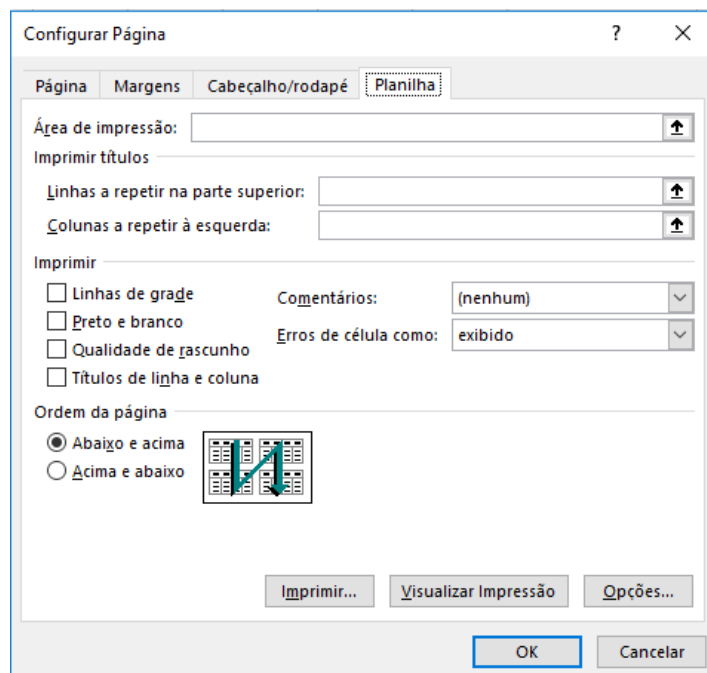 Configurar Página ?
Página Margens Cabeçalho/rodapé Planilha
Área de impressão:
Imprimir títulos
Linhas a repetir na parte superior:
Colunas a repetir à esquerda:
Imprimir
Linhas de grade Comentários: (nenhum)
Preto e branco
Erros de célula como: exibido
Qualidade de rascunho
Títulos de linha e coluna
Ordem da página
Abaixo e acima
Acima e abaixo
Imprimir... Visualizar Impressão Opções...
OK Cancelar